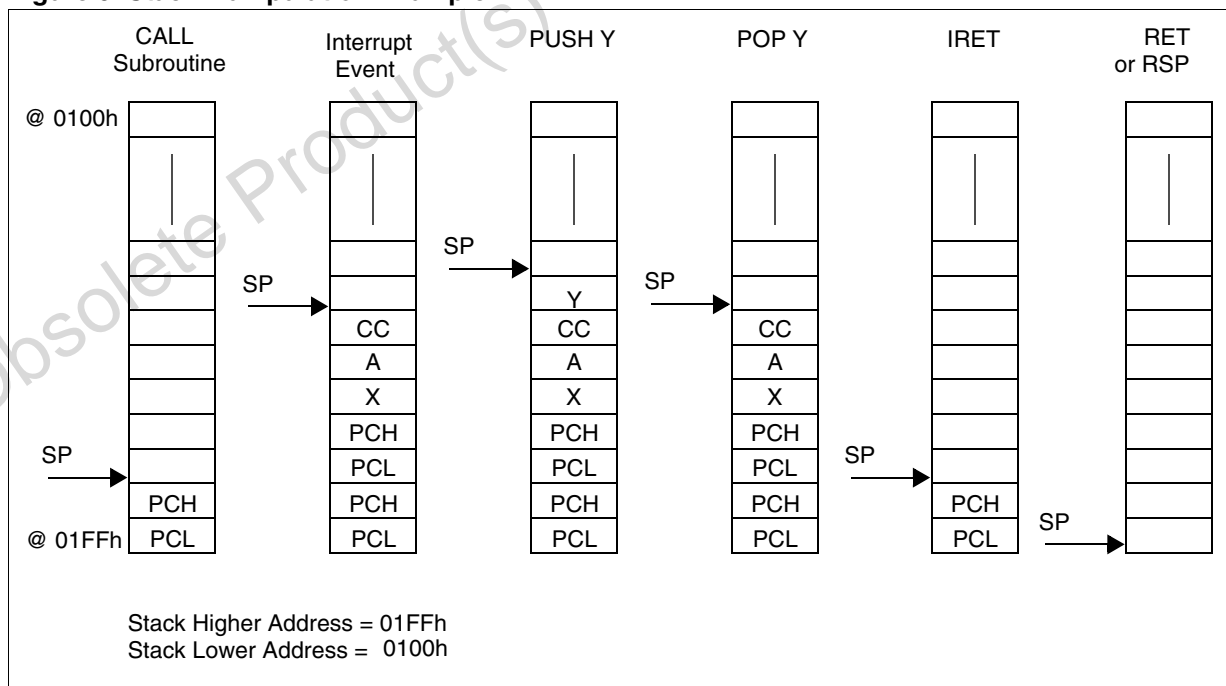 CALL
Subroutine
Interrupt
Event
PUSH Y
POP Y
IRET
RET
or RSP
@ 0100h
SP
PCH
@ 01FFh PCL
SP
CC
A
X
PCH
PCL
PCH
PCL
SP
Y
CC
A
X
PCH
PCL
PCH
PCL
SP
CC
A
X
PCH
PCL
PCH
PCL
SP
PCH
PCL
SP
Stack Higher Address = 01FFh
Stack Lower Address = 0100h
Obsolete Product(s)